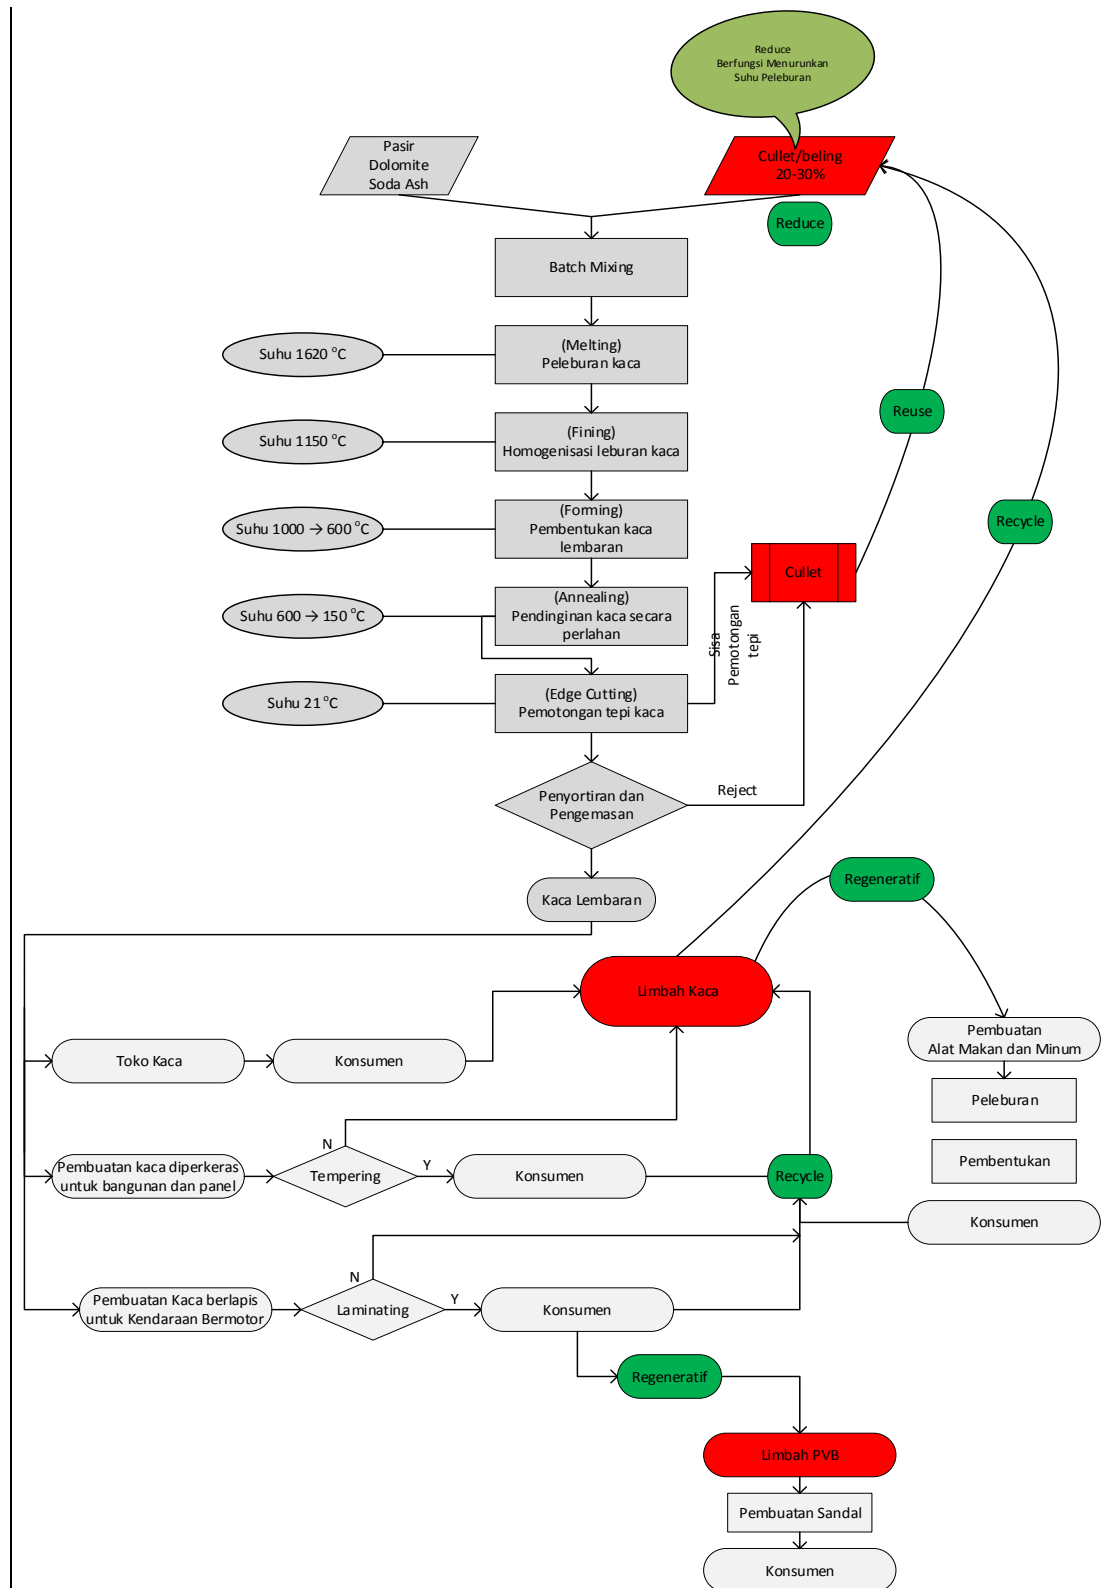 Reduce
Berfungsi Menurunkan
Suhu Peleburan
Pasir
Dolomite
Soda Ash
Cullet/beling
20-30%
Reduce
Batch Mixing
Suhu 1620 °C
(Melting)
Peleburan kaca
Reuse
Suhu 1150 °C
(Fining)
Homogenisasi leburan kaca
Recycle
Suhu 1000 → 600 °C
(Forming)
Pembentukan kaca
lembaran
Cullet
Suhu 600 → 150 °C
(Annealing)
Pendinginan kaca secara
perlahan
Sisa
Pemotongan
tepi
Suhu 21 °C
(Edge Cutting)
Pemotongan tepi kaca
Penyortiran dan
Pengemasan
Reject
Kaca Lembaran
Regeneratif
Limbah Kaca
Pembuatan
Alat Makan dan Minum
Toko Kaca
Konsumen
Peleburan
N
Pembuatan kaca diperkeras
untuk bangunan dan panel
Tempering
Y
Konsumen
Recycle
Pembentukan
Konsumen
N
Pembuatan Kaca berlapis
untuk Kendaraan Bermotor
Laminating
Y
Konsumen
Regeneratif
Limbah PVB
Pembuatan Sandal
Konsumen